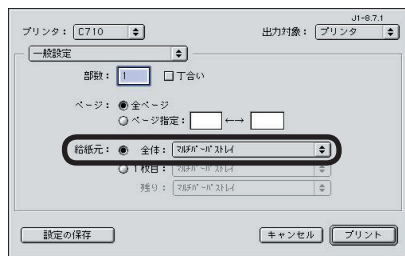 J1-8.7.1
プリンタ： C710 出力対象： プリンタ
一般設定
部数： 1 丁合い
ページ： 全ページ
ページ指定： ←→
給紙元： 全体： マルチパーパストレイ
1枚目： マルチパーパストレイ
残り： マルチパーパストレイ
設定の保存 キャンセル プリント